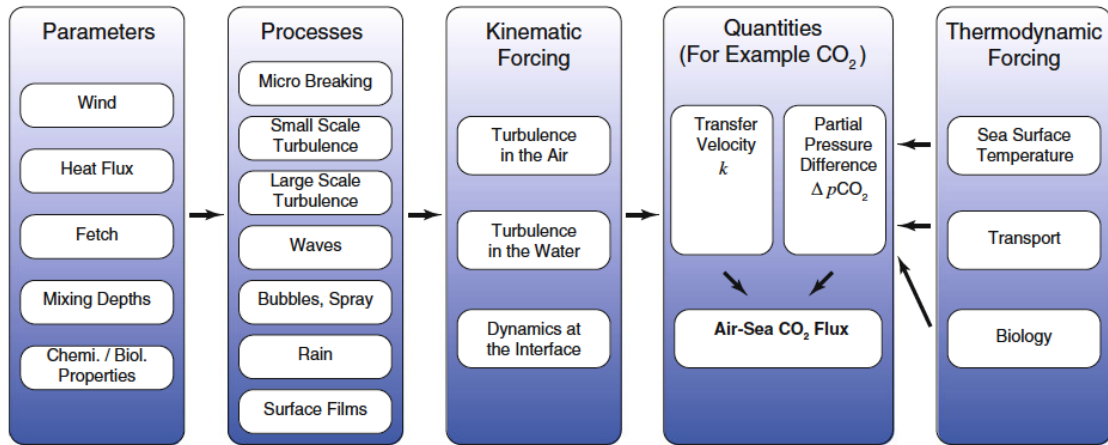 Parameters
Wind
Heat Flux
Fetch
Mixing Depths
Chemi. / Biol.
Properties
Processes
Micro Breaking
Small Scale
Turbulence
Large Scale
Turbulence
Waves
Bubbles, Spray
Rain
Surface Films
Kinematic
Forcing
Turbulence
in the Air
Turbulence
in the Water
Dynamics at
the Interface
Quantities
(For Example CO₂)
Transfer
Velocity
k
Partial
Pressure
Difference
Δ pCO₂
Air-Sea CO₂ Flux
Thermodynamic
Forcing
Sea Surface
Temperature
Transport
Biology